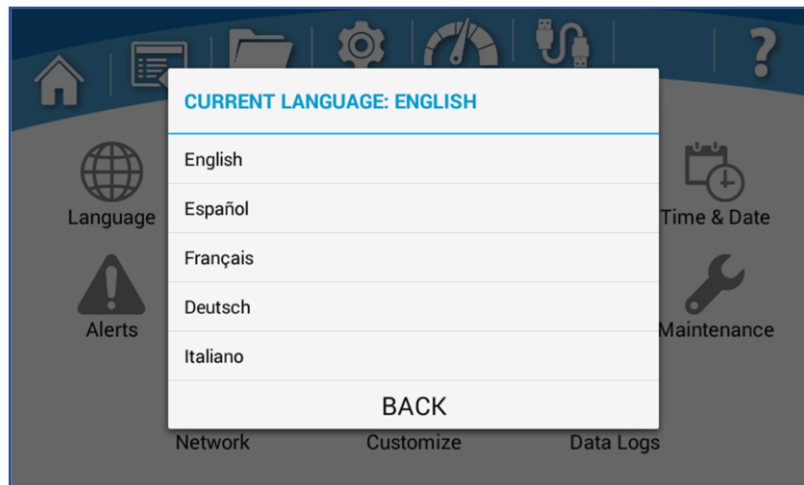 CURRENT LANGUAGE: ENGLISH
English
Español
Français
Deutsch
Italiano
BACK
Language
Time & Date
Alerts
Maintenance
Network
Customize
Data Logs
?